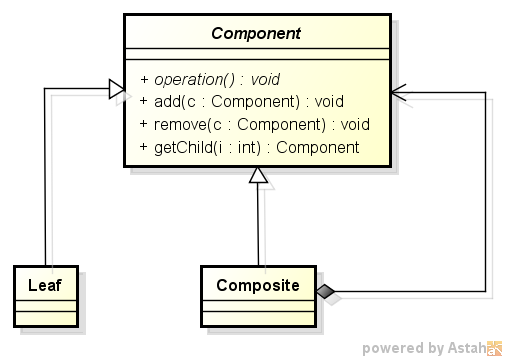 Component
+ operation() : void
+ add(c : Component) : void
+ remove(c : Component) : void
+ getChild(i : int) : Component
Leaf
Composite
powered by Astah